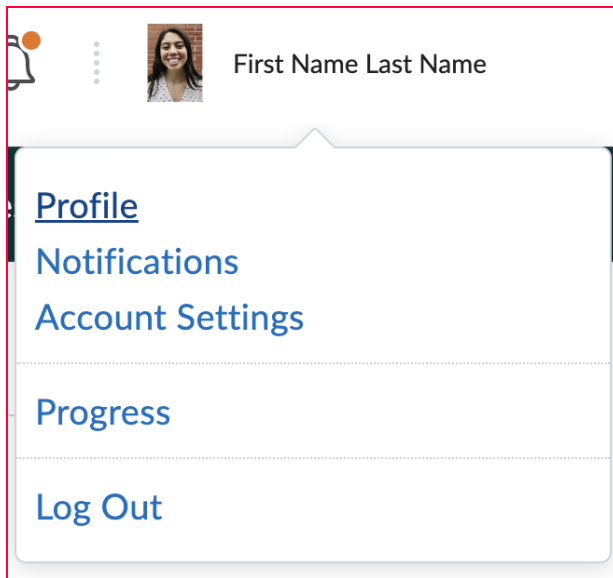 First Name Last Name
Profile
Notifications
Account Settings
Progress
Log Out